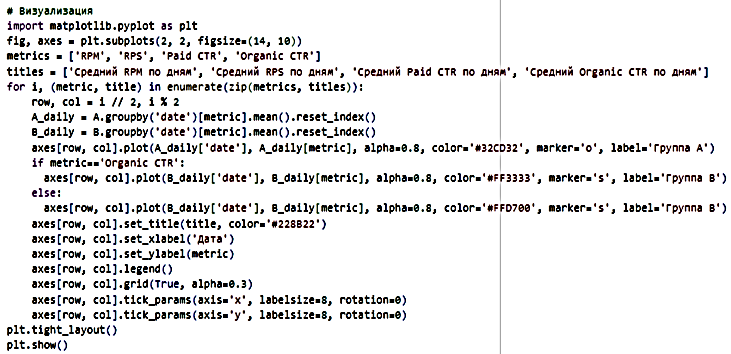 # Визуализация
import matplotlib.pyplot as plt
fig, axes = plt.subplots(2, 2, figsize=(14, 10))
metrics = ['RPM', 'RPS', 'Paid CTR', 'Organic CTR']
titles = ['Средний RPM по дням', 'Средний RPS по дням', 'Средний Paid CTR по дням', 'Средний Organic CTR по дням']
for i, (metric, title) in enumerate(zip(metrics, titles)):
    row, col = i // 2, i % 2
    A_daily = A.groupby('date')[metric].mean().reset_index()
    B_daily = B.groupby('date')[metric].mean().reset_index()
    axes[row, col].plot(A_daily['date'], A_daily[metric], alpha=0.8, color='#32CD32', marker='o', label='Группа A')
    if metric=='Organic CTR':
      axes[row, col].plot(B_daily['date'], B_daily[metric], alpha=0.8, color='#FF3333', marker='s', label='Группа B')
    else:
      axes[row, col].plot(B_daily['date'], B_daily[metric], alpha=0.8, color='#FFD700', marker='s', label='Группа B')
    axes[row, col].set_title(title, color='#228B22')
    axes[row, col].set_xlabel('Дата')
    axes[row, col].set_ylabel(metric)
    axes[row, col].legend()
    axes[row, col].grid(True, alpha=0.3)
    axes[row, col].tick_params(axis='x', labelsize=8, rotation=0)
    axes[row, col].tick_params(axis='y', labelsize=8, rotation=0)
plt.tight_layout()
plt.show()